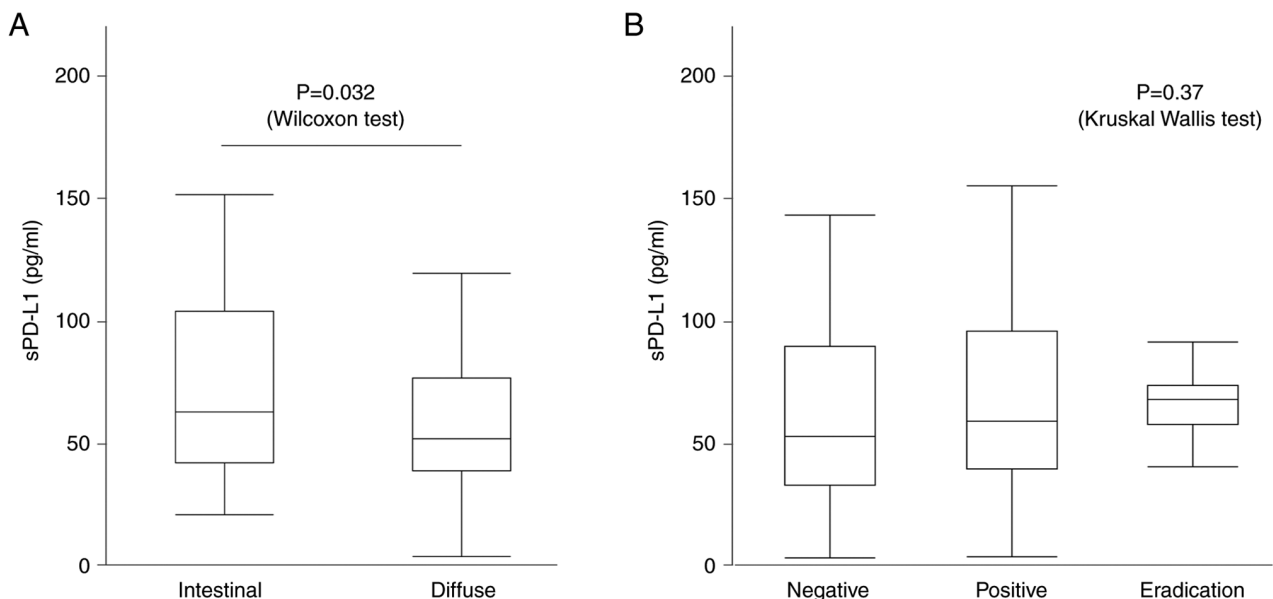 A
sPD-L1 (pg/ml)
200
150
100
50
0
P=0.032
(Wilcoxon test)
Intestinal
Diffuse
B
sPD-L1 (pg/ml)
200
150
100
50
0
P=0.37
(Kruskal Wallis test)
Negative
Positive
Eradication